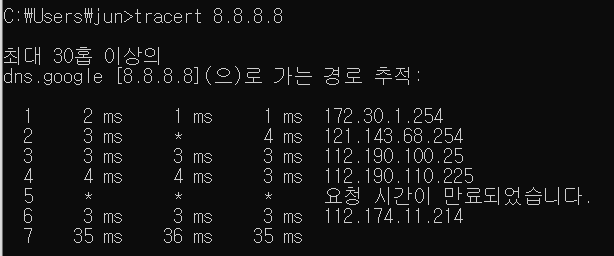 C:\Users\jun>tracert 8.8.8.8
최대 30홉 이상의
dns.google [8.8.8.8](으)로 가는 경로 추적:
1 2 ms 1 ms 1 ms 172.30.1.254
2 3 ms * 4 ms 121.143.68.254
3 3 ms 3 ms 3 ms 112.190.100.25
4 4 ms 4 ms 3 ms 112.190.110.225
5 * * * 요청 시간이 만료되었습니다.
6 3 ms 3 ms 3 ms 112.174.11.214
7 35 ms 36 ms 35 ms